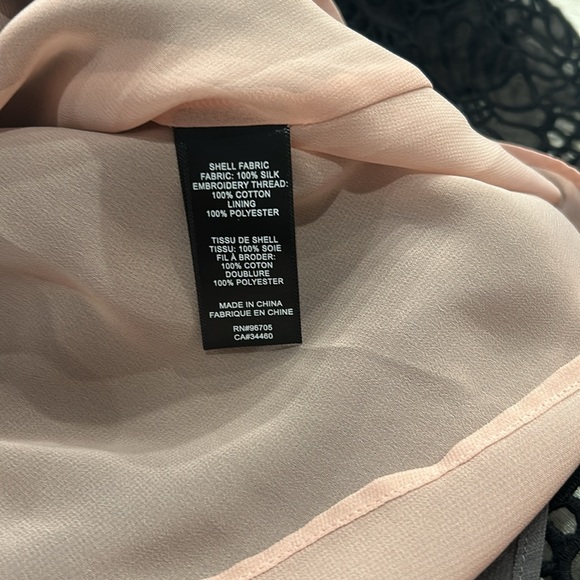 SHELL FABRIC
FABRIC: 100% SILK
EMBROIDERY THREAD:
100% COTTON
LINING
100% POLYESTER
TISSU DE SHELL
TISSU: 100% SOIE
FIL À BRODER:
100% COTON
DOUBLURE
100% POLYESTER
MADE IN CHINA
FABRIQUE EN CHINE
RN#96705
CA#34460